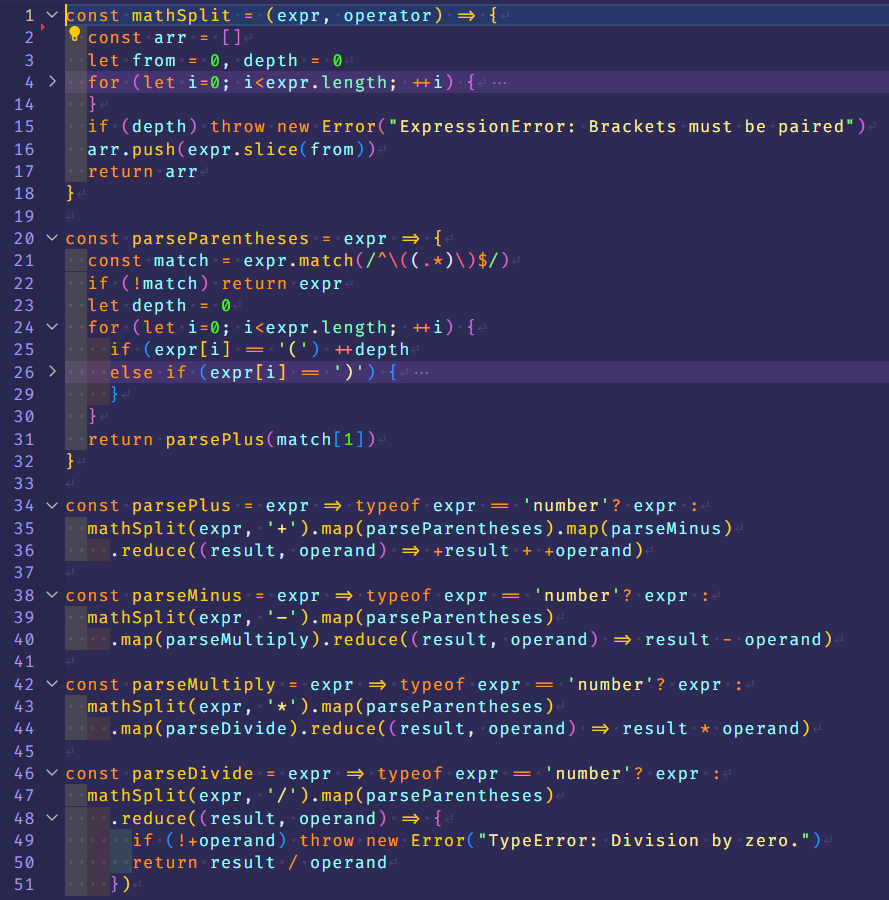 1 const mathSplit = (expr, operator) => {
2 const arr = []
3 let from = 0, depth = 0
4 for (let i=0; i<expr.length; ++i) { ...
14 }
15 if (depth) throw new Error("ExpressionError: Brackets must be paired")
16 arr.push(expr.slice(from))
17 return arr
18 }
19
20 const parseParentheses = expr => {
21 const match = expr.match(/^\((.*)\)$/)
22 if (!match) return expr
23 let depth = 0
24 for (let i=0; i<expr.length; ++i) {
25 if (expr[i] == '(') ++depth
26 else if (expr[i] == ')') { ...
29 }
30 }
31 return parsePlus(match[1])
32 }
33
34 const parsePlus = expr => typeof expr == 'number'? expr :
35 mathSplit(expr, '+').map(parseParentheses).map(parseMinus)
36 .reduce((result, operand) => +result + +operand)
37
38 const parseMinus = expr => typeof expr == 'number'? expr :
39 mathSplit(expr, '-').map(parseParentheses)
40 .map(parseMultiply).reduce((result, operand) => result - operand)
41
42 const parseMultiply = expr => typeof expr == 'number'? expr :
43 mathSplit(expr, '*').map(parseParentheses)
44 .map(parseDivide).reduce((result, operand) => result * operand)
45
46 const parseDivide = expr => typeof expr == 'number'? expr :
47 mathSplit(expr, '/').map(parseParentheses)
48 .reduce((result, operand) => {
49 if (!+operand) throw new Error("TypeError: Division by zero.")
50 return result / operand
51 })